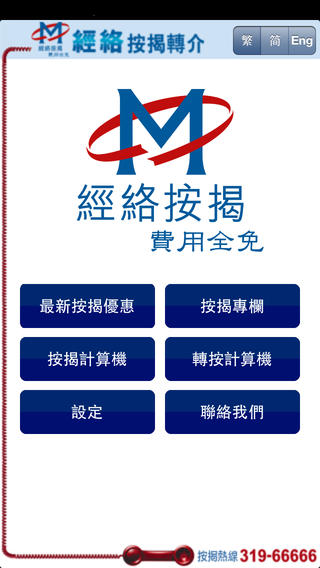 M
經絡按揭
費用全免
經絡按揭轉介
繁 简 Eng
M
經絡按揭
費用全免
最新按揭優惠 按揭專欄
按揭計算機 轉按計算機
設定 聯絡我們
按揭熱線 319-66666